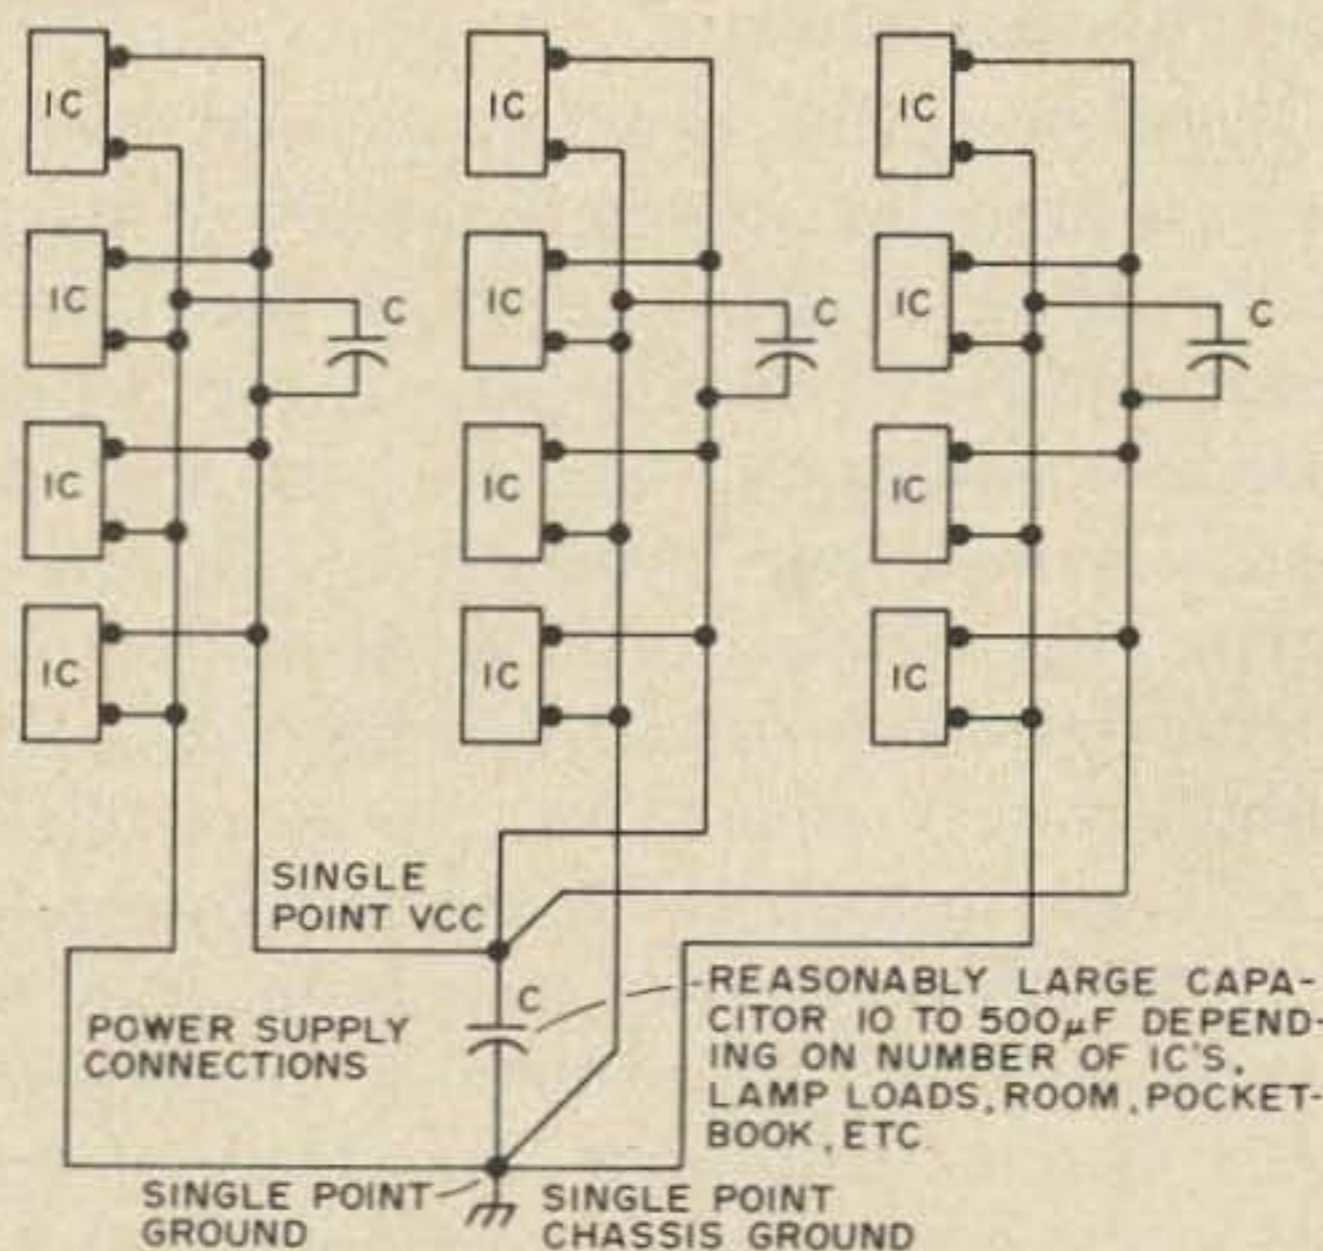 IC
IC
IC
IC
IC
IC
C
C
C
IC
IC
IC
IC
IC
IC
SINGLE
POINT VCC
C
REASONABLY LARGE CAPA-
CITOR 10 TO 500µF DEPEND-
ING ON NUMBER OF IC'S,
LAMP LOADS, ROOM, POCKET-
BOOK, ETC.
POWER SUPPLY
CONNECTIONS
SINGLE POINT
GROUND
SINGLE POINT
CHASSIS GROUND